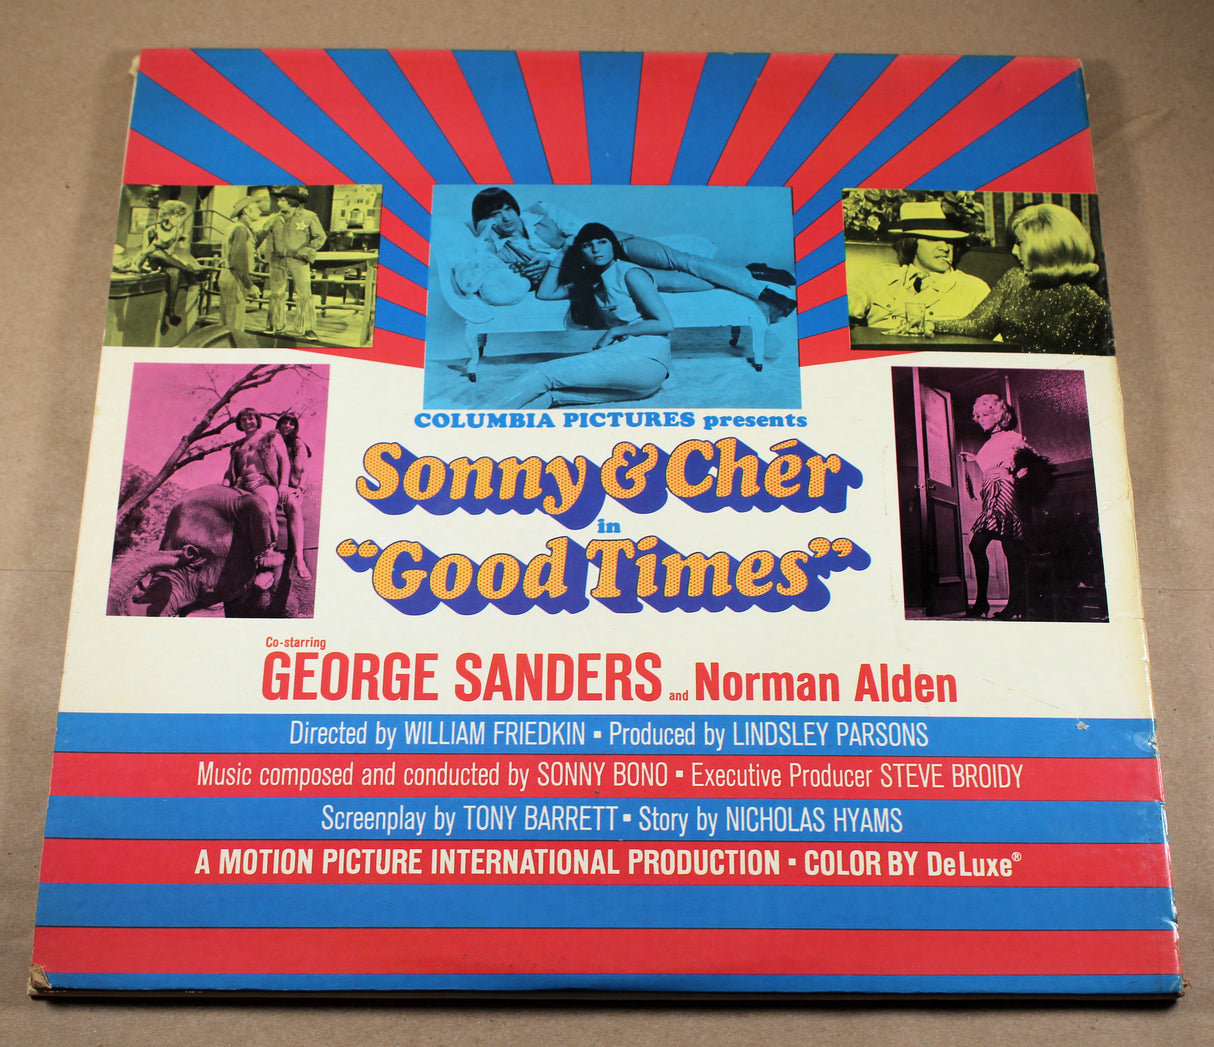 COLUMBIA PICTURES presents
Sonny & Chér
in
“Good Times”
Co-starring
GEORGE SANDERS and Norman Alden
Directed by WILLIAM FRIEDKIN ▪ Produced by LINDSLEY PARSONS
Music composed and conducted by SONNY BONO ▪ Executive Producer STEVE BROIDY
Screenplay by TONY BARRETT ▪ Story by NICHOLAS HYAMS
A MOTION PICTURE INTERNATIONAL PRODUCTION ▪ COLOR BY DeLuxe®